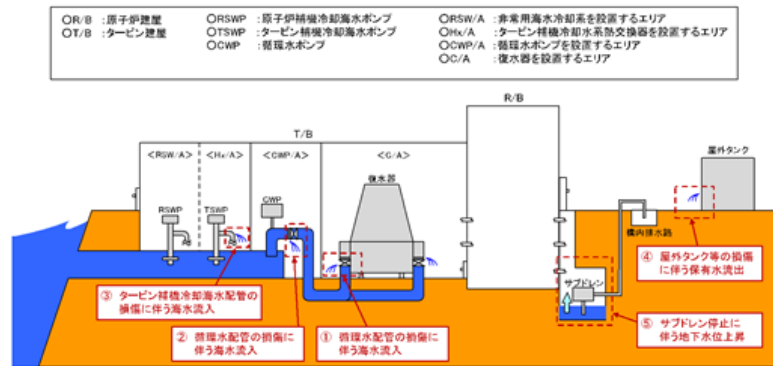 ○R/B ：原子炉建屋
○T/B ：タービン建屋
○RSWP ：原子炉補機冷却海水ポンプ
○TSWP ：タービン補機冷却海水ポンプ
○CWP ：循環水ポンプ
○RSW/A ：非常用海水冷却系を設置するエリア
○Hx/A ：タービン補機冷却水系熱交換器を設置するエリア
○CWP/A ：循環水ポンプを設置するエリア
○C/A ：復水器を設置するエリア
R/B
T/B
<RSW/A>
<Hx/A>
<CWP/A>
<C/A>
屋外タンク
復水器
RSWP
TSWP
CWP
構内排水路
サブドレン
④ 屋外タンク等の損傷
に伴う保有水流出
③ タービン補機冷却海水配管の
損傷に伴う海水流入
② 循環水配管の損傷に
伴う海水流入
① 循環水配管の損傷に
伴う海水流入
⑤ サブドレン停止に
伴う地下水位上昇